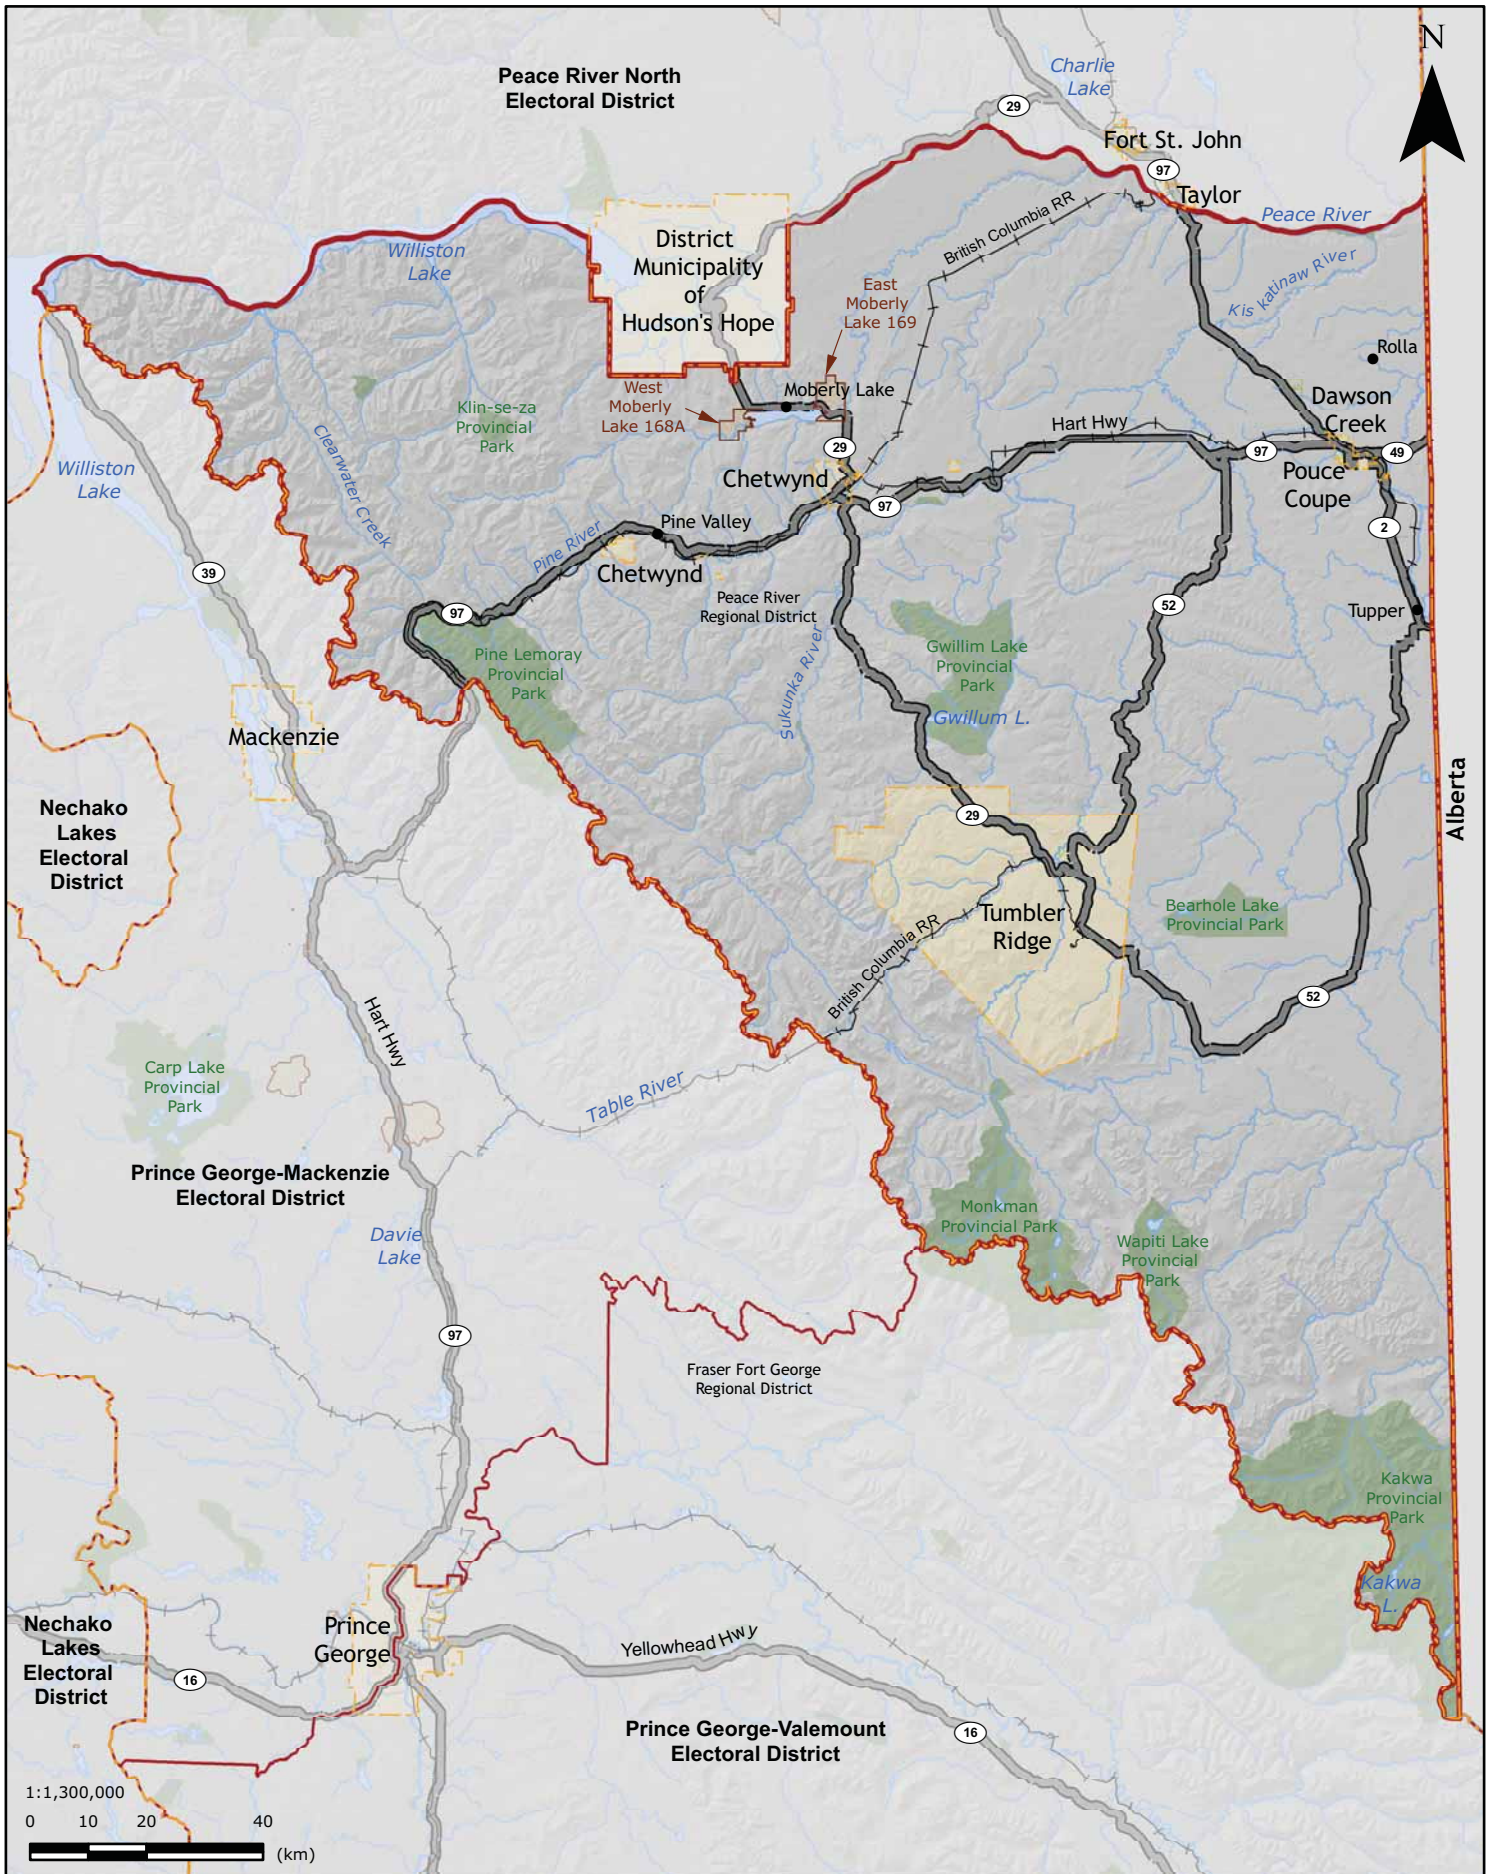 N
Peace River North
Electoral District
Charlie
Lake
29
Fort St. John
97
Taylor
Peace River
British Columbia RR
Williston
Lake
District
Municipality
of
Hudson's Hope
East
Moberly
Lake 169
Kis katinaw River
Rolla
West
Moberly
Lake 168A
Moberly Lake
Klin-se-za
Provincial
Park
Dawson
Creek
Hart Hwy
29
97
49
Clearwater Creek
Williston
Lake
Chetwynd
97
Pouce
Coupe
2
Pine Valley
Pine River
Chetwynd
39
97
Peace River
Regional District
52
Tupper
Sukunka River
Gwillim Lake
Provincial
Park
Gwillum L.
Pine Lemoray
Provincial
Park
Mackenzie
Nechako
Lakes
Electoral
District
Alberta
29
Bearhole Lake
Provincial Park
Tumbler
Ridge
British Columbia RR
52
Hart Hwy
Carp Lake
Provincial
Park
Table River
Prince George-Mackenzie
Electoral District
Monkman
Provincial Park
Wapiti Lake
Provincial
Park
Davie
Lake
97
Fraser Fort George
Regional District
Kakwa
Provincial
Park
Kakwa
L.
Nechako
Lakes
Electoral
District
Prince
George
16
Yellowhead Hwy
Prince George-Valemount
Electoral District
16
1:1,300,000
0 10 20 40
(km)